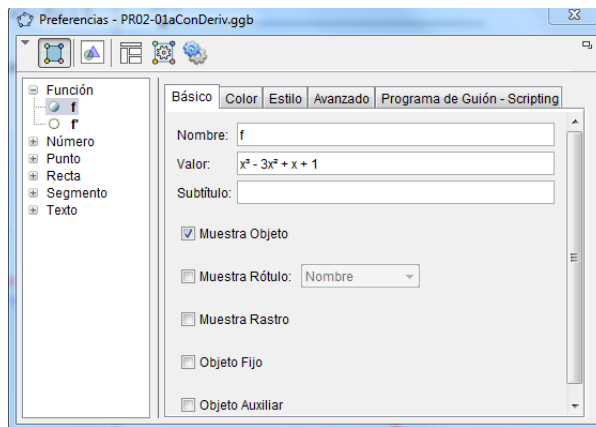 Preferencias - PR02-01aConDeriv.ggb
Función
f
f'
Número
Punto
Recta
Segmento
Texto
Básico Color Estilo Avanzado Programa de Guión - Scripting
Nombre: f
Valor: x³ - 3x² + x + 1
Subtítulo:
Muestra Objeto
Muestra Rótulo: Nombre
Muestra Rastro
Objeto Fijo
Objeto Auxiliar